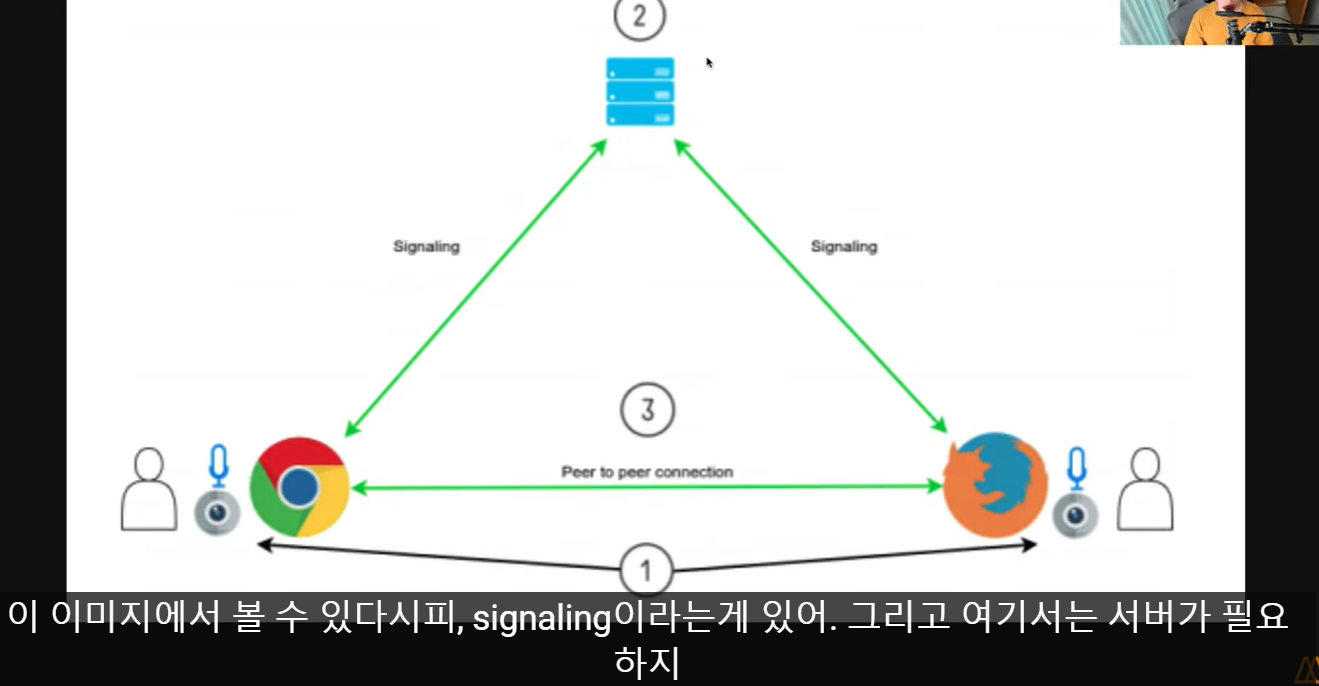 2
Signaling
Signaling
3
Peer to peer connection
1
이 이미지에서 볼 수 있다시피, signaling이라는게 있어. 그리고 여기서는 서버가 필요
하지